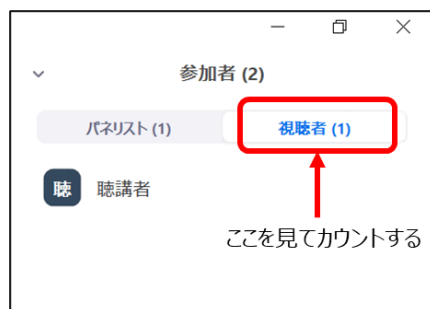 参加者 (2)
パネリスト (1)
視聴者 (1)
聴 聴講者
ここを見てカウントする